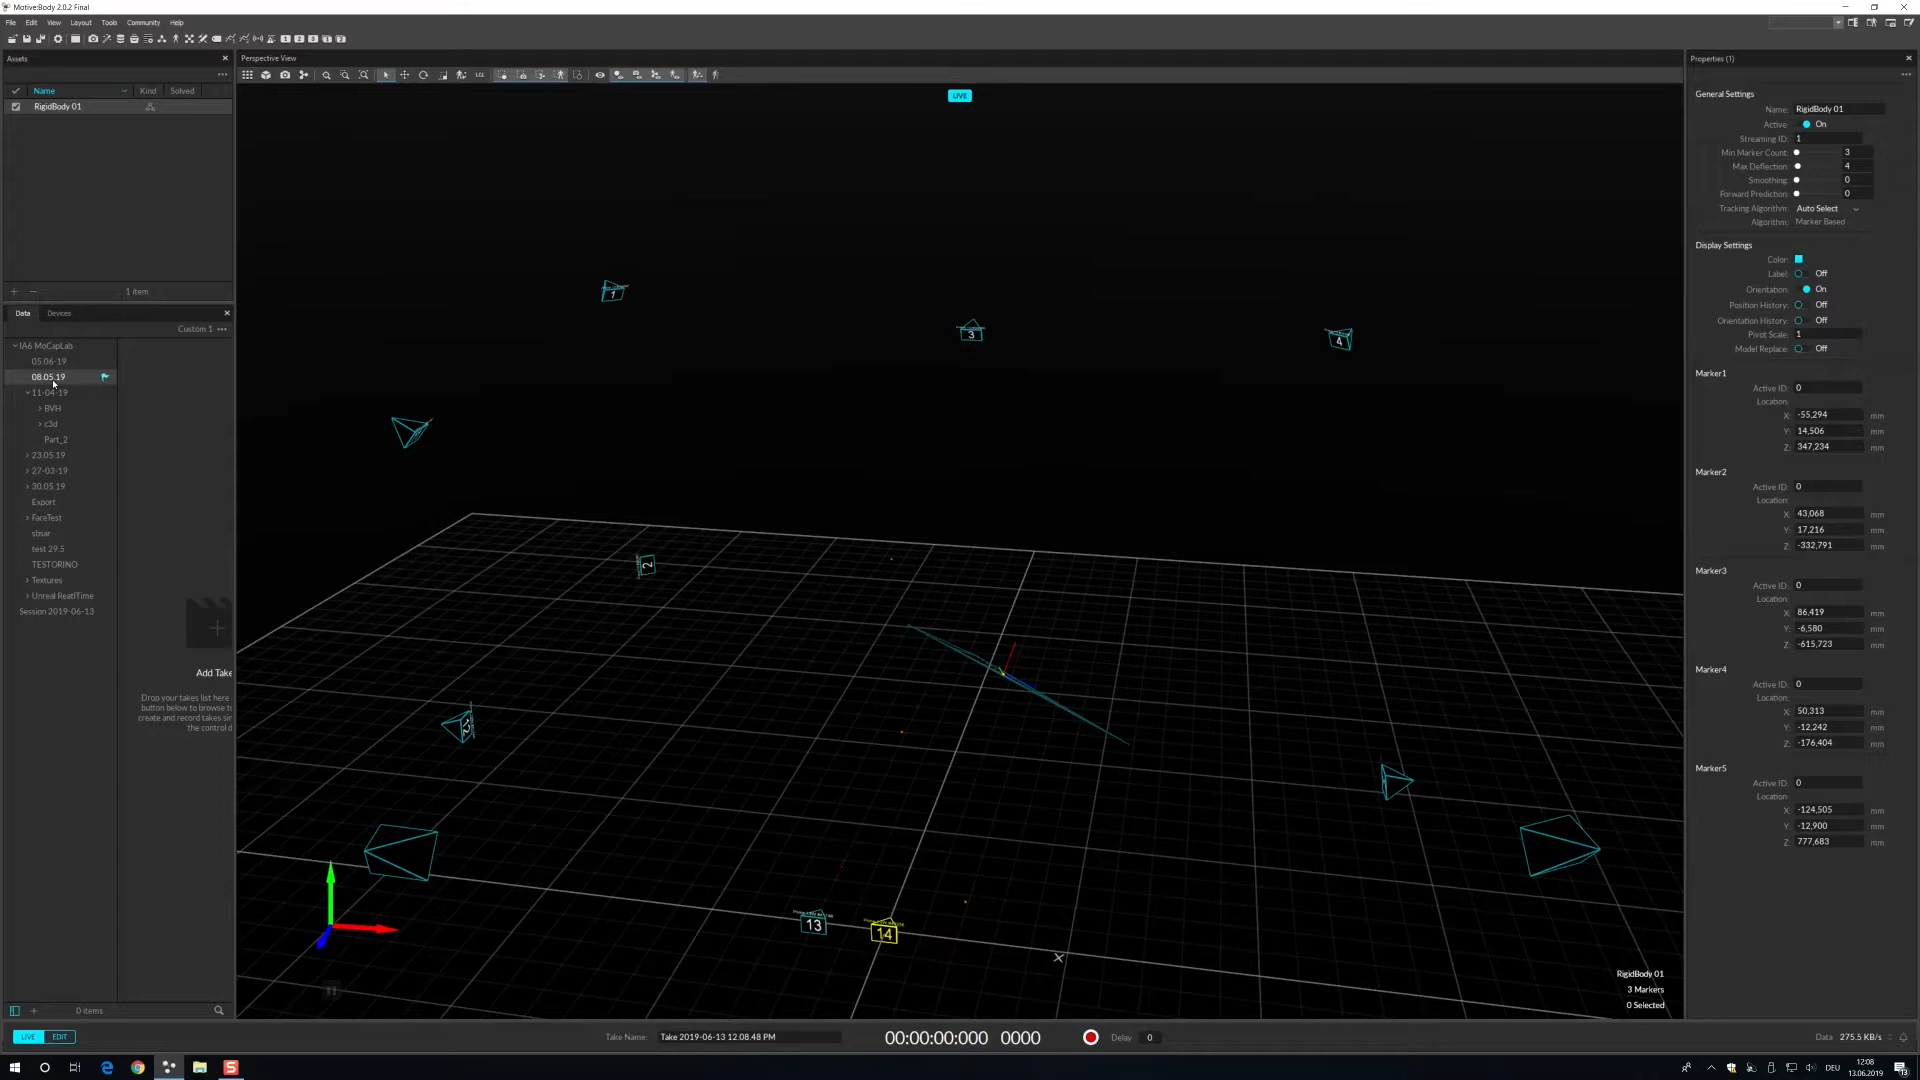 Motive:Body 2.0.2 Final
File Edit View Layout Tools Community Help
Assets
Name Kind Solved
RigidBody 01
1 item
Data Devices
Custom 1
IA6 MoCapLab
05.06-19
08.05.19
11-04-19
BVH
c3d
Part_2
23.05.19
27-03-19
30.05.19
Export
FareTest
sbsar
test 29.5
TESTORINO
Textures
Unreal RealTime
Session 2019-06-13
Add Take
Drop your takes list here
button below to browse t
create and record takes si
the control d
0 items
Perspective View
LIVE
1
3
4
2
12
13
14
RigidBody 01
3 Markers
0 Selected
Properties (1)
General Settings
Name: RigidBody 01
Active: On
Streaming ID: 1
Min Marker Count: 3
Max Deflection: 4
Smoothing: 0
Forward Prediction: 0
Tracking Algorithm: Auto Select
Algorithm: Marker Based
Display Settings
Color:
Label: Off
Orientation: On
Position History: Off
Orientation History: Off
Pivot Scale: 1
Model Replace: Off
Marker1
Active ID: 0
Location:
X: -55,294 mm
Y: 14,506 mm
Z: 347,234 mm
Marker2
Active ID: 0
Location:
X: 43,068 mm
Y: 17,216 mm
Z: -332,791 mm
Marker3
Active ID: 0
Location:
X: 86,419 mm
Y: -6,580 mm
Z: -615,723 mm
Marker4
Active ID: 0
Location:
X: 50,313 mm
Y: -12,242 mm
Z: -176,404 mm
Marker5
Active ID: 0
Location:
X: -124,505 mm
Y: -12,900 mm
Z: 777,683 mm
LIVE EDIT
Take Name: Take 2019-06-13 12.08.48 PM
00:00:00:000 0000
Delay 0
Data 275.5 KB/s
DEU
12:08
13.06.2019